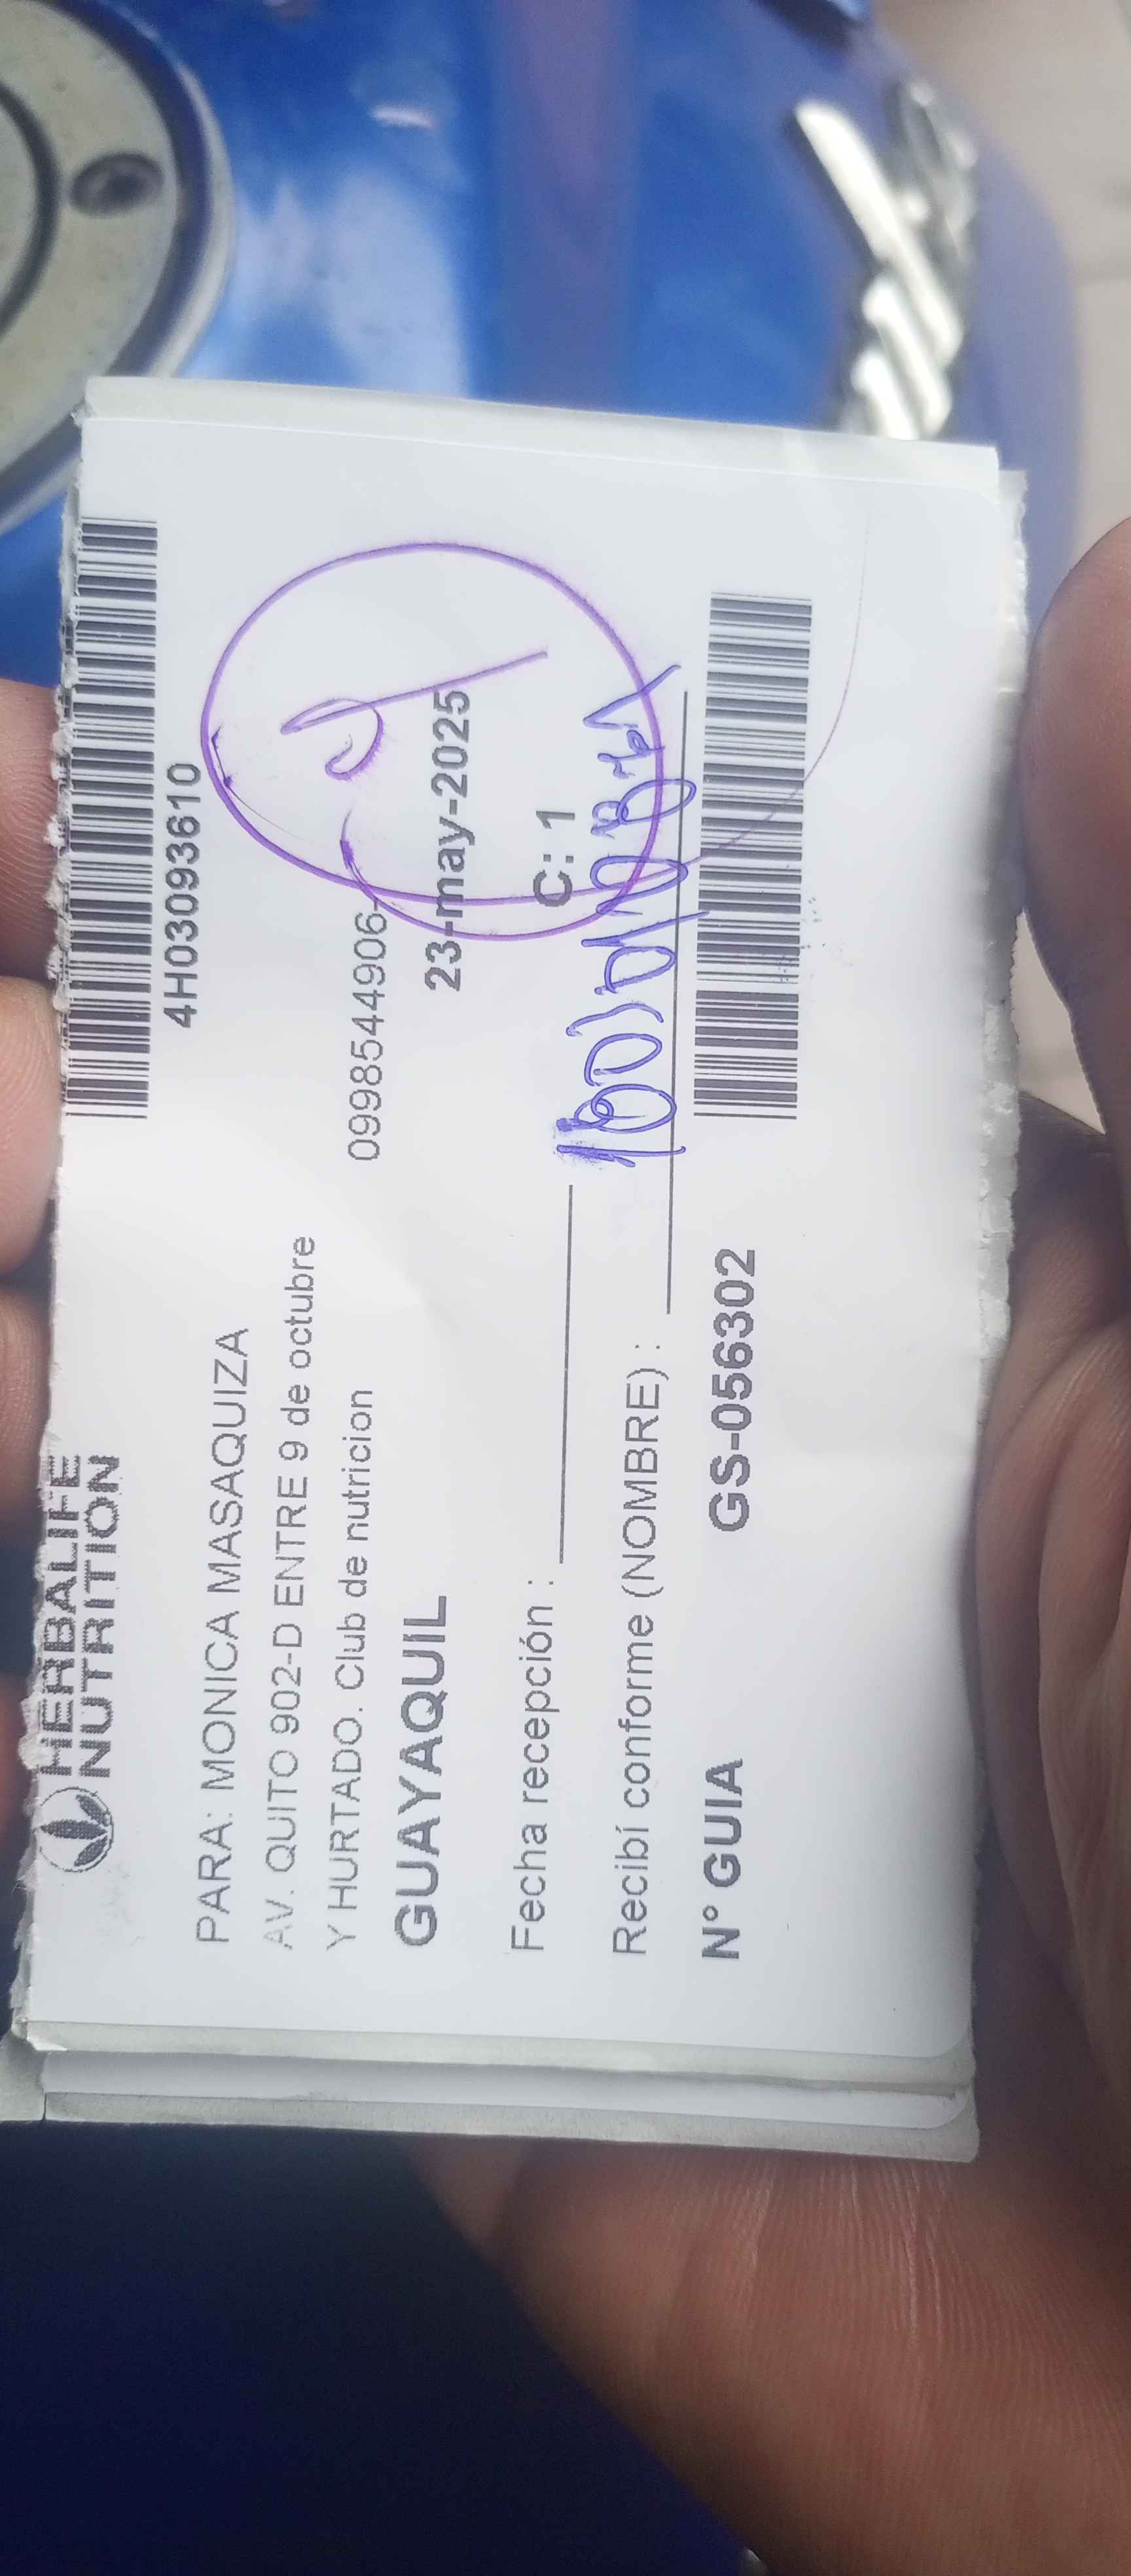 HERBALIFE
NUTRITION
4H03093610
PARA: MONICA MASAQUIZA
AV. QUITO 902-D ENTRE 9 de octubre
Y HURTADO. Club de nutricion
0998544906-
GUAYAQUIL
23-may-2025
Fecha recepción :
C: 1
Recibí conforme (NOMBRE) :
N° GUIA
GS-056302